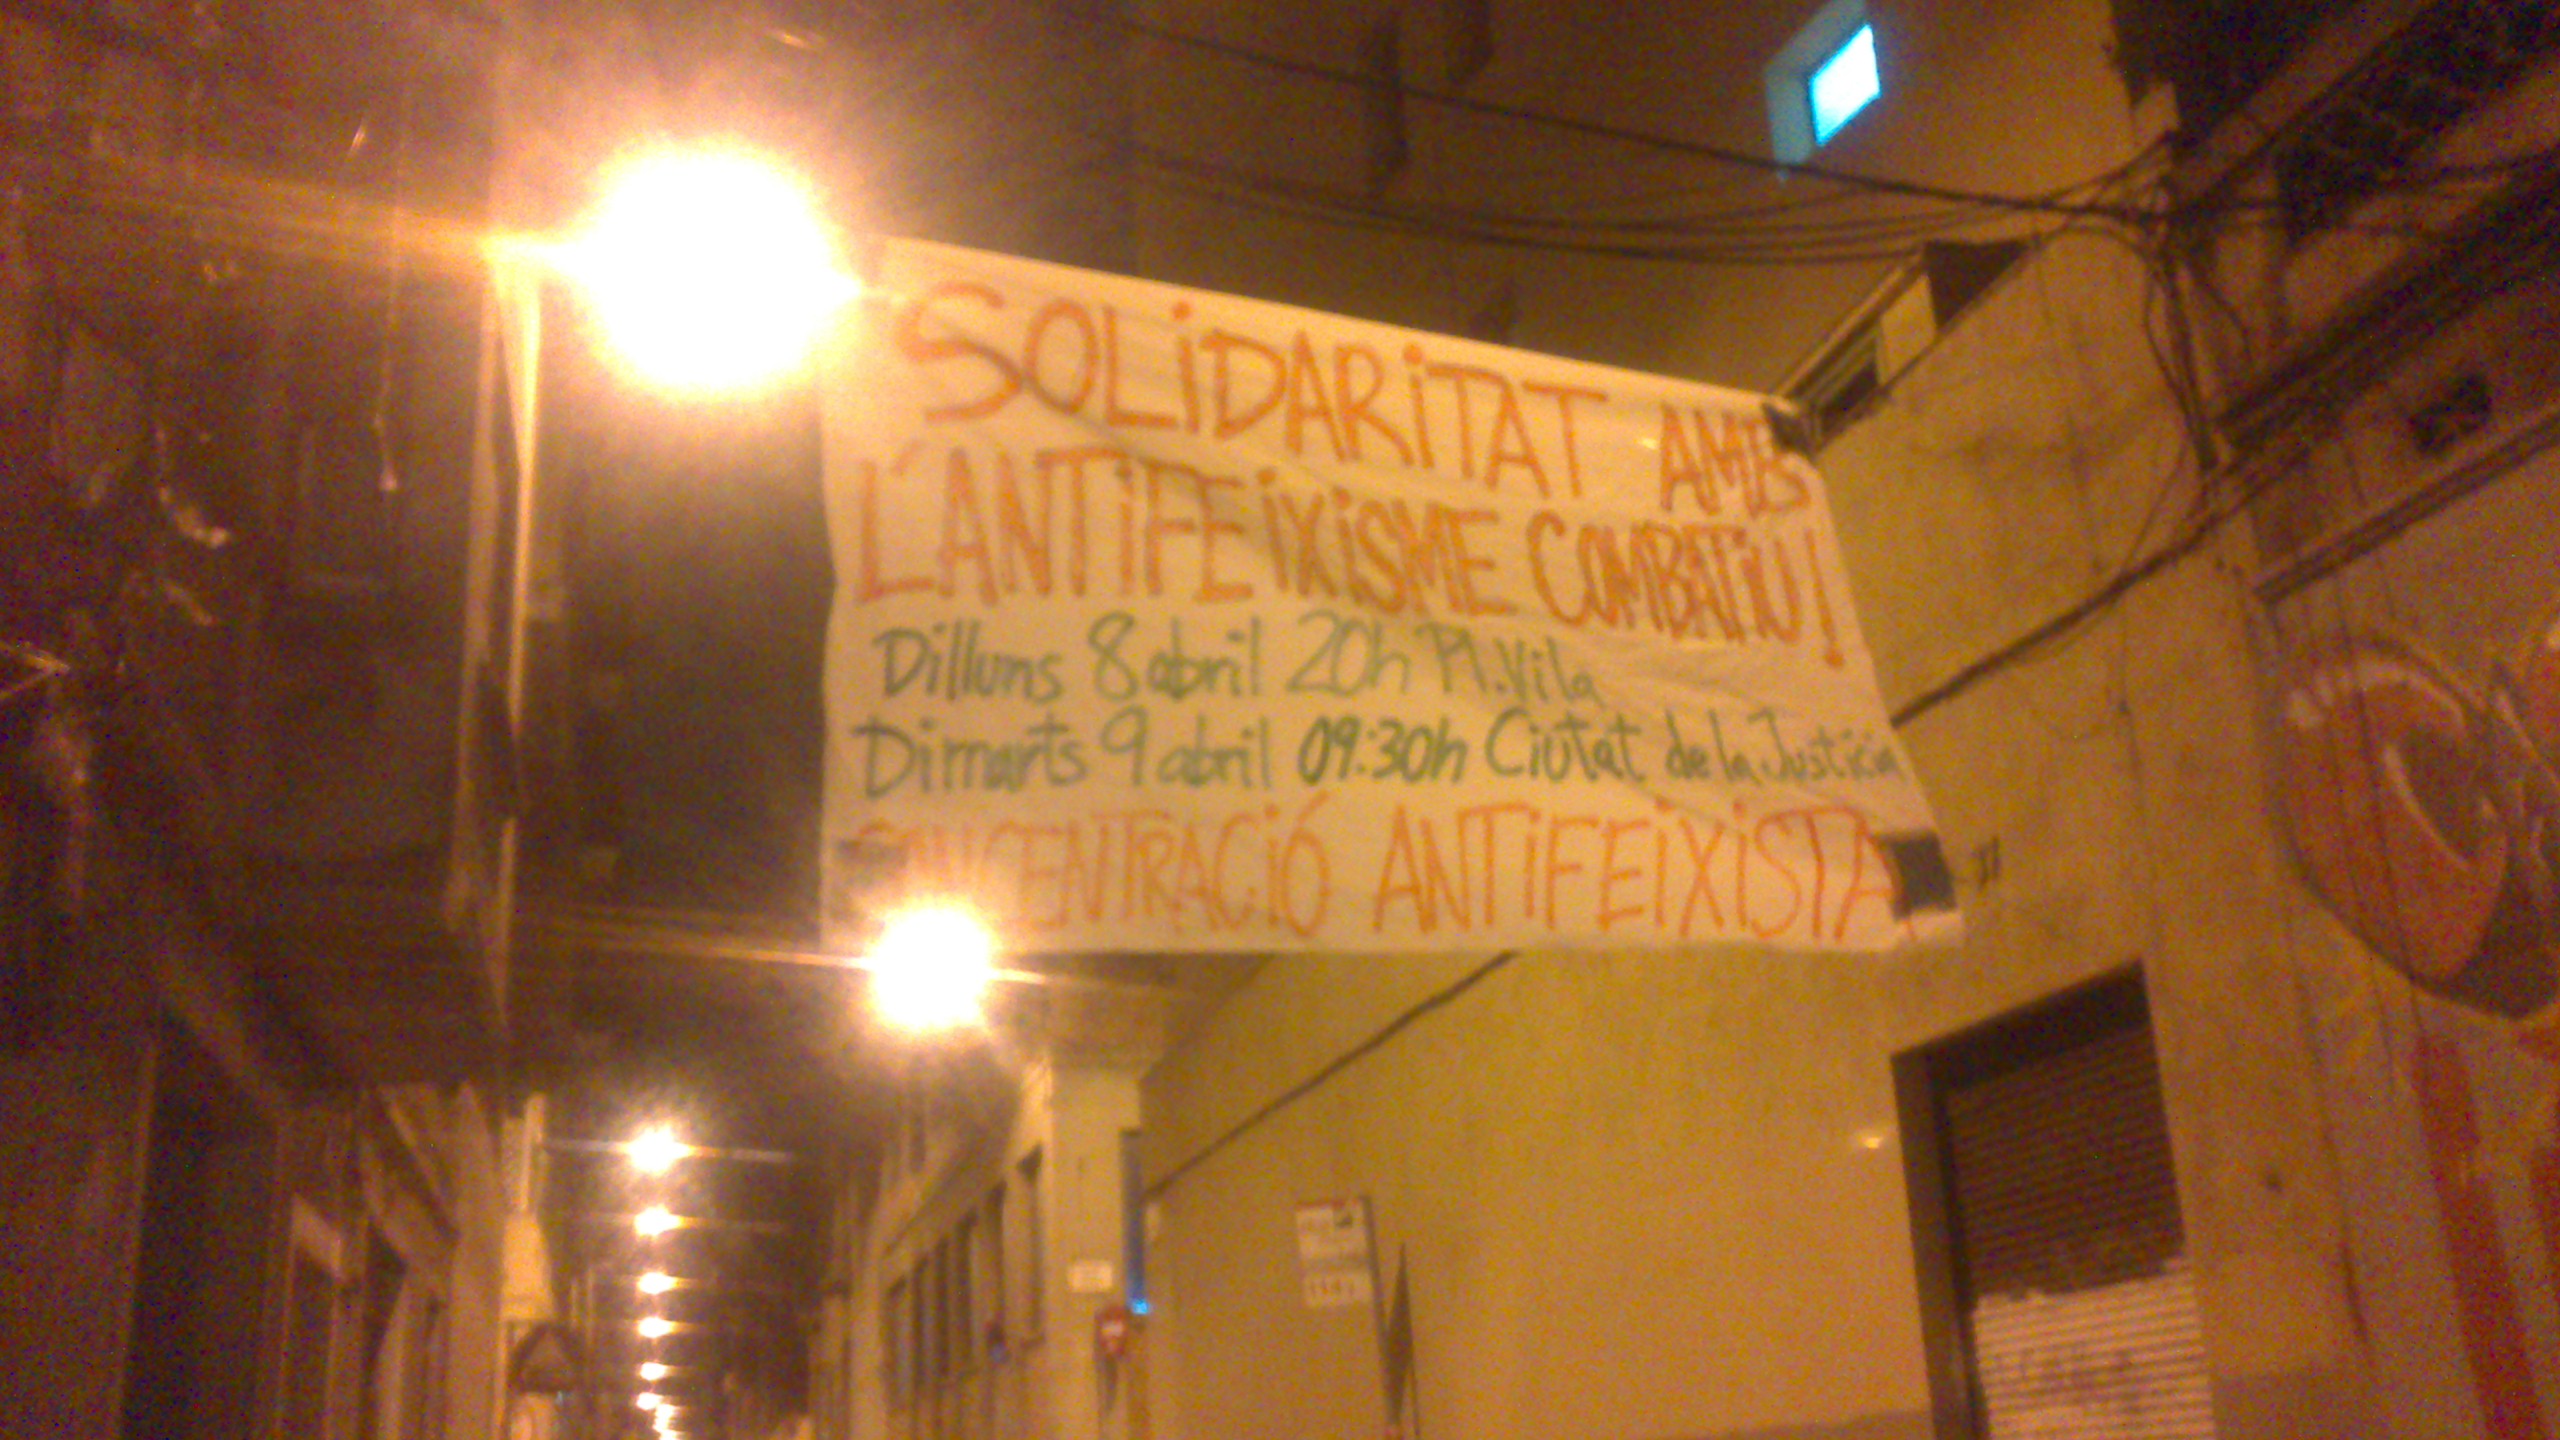 SOLiDARiTAT AMB
L'ANTiFEiXiSME COMBATiU!
Dilluns 8 abril 20h Pl. Vila
Dimarts 9 abril 09:30h Ciutat de la Justícia
CONCENTRACiÓ ANTiFEiXiSTA